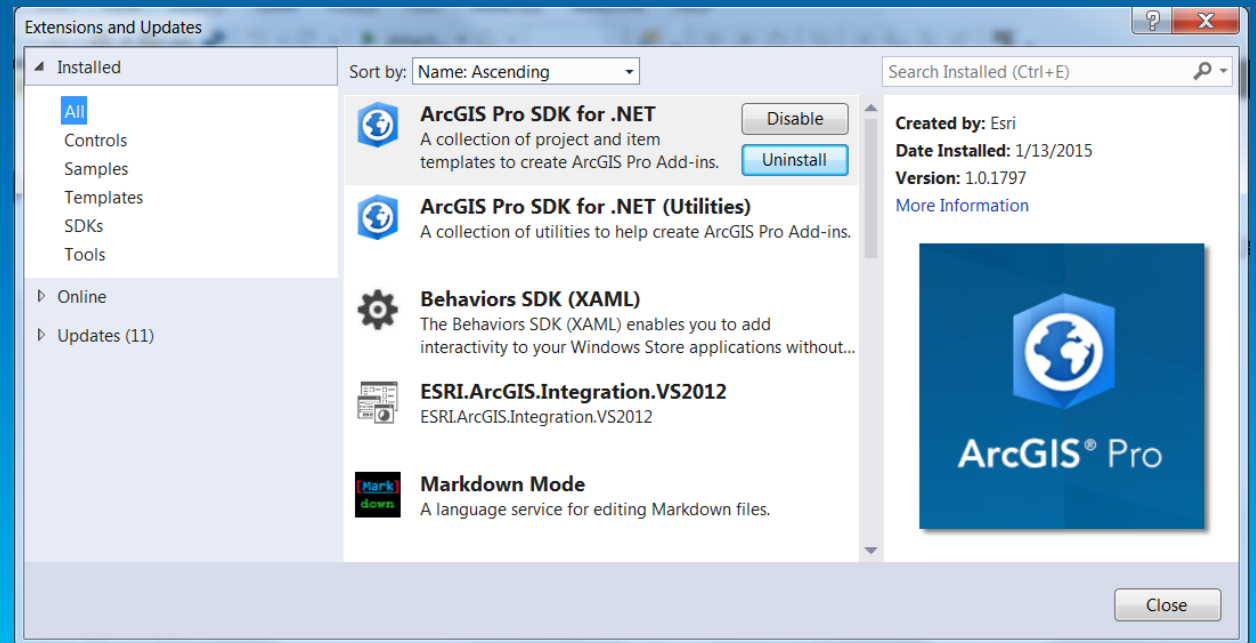 Extensions and Updates
Installed
All
Controls
Samples
Templates
SDKs
Tools
Online
Updates (11)
Sort by: Name: Ascending
ArcGIS Pro SDK for .NET
A collection of project and item
templates to create ArcGIS Pro Add-ins.
Disable
Uninstall
ArcGIS Pro SDK for .NET (Utilities)
A collection of utilities to help create ArcGIS Pro Add-ins.
Behaviors SDK (XAML)
The Behaviors SDK (XAML) enables you to add
interactivity to your Windows Store applications without...
ESRI.ArcGIS.Integration.VS2012
ESRI.ArcGIS.Integration.VS2012
[Mark]
down
Markdown Mode
A language service for editing Markdown files.
Search Installed (Ctrl+E)
Created by: Esri
Date Installed: 1/13/2015
Version: 1.0.1797
More Information
ArcGIS® Pro
Close